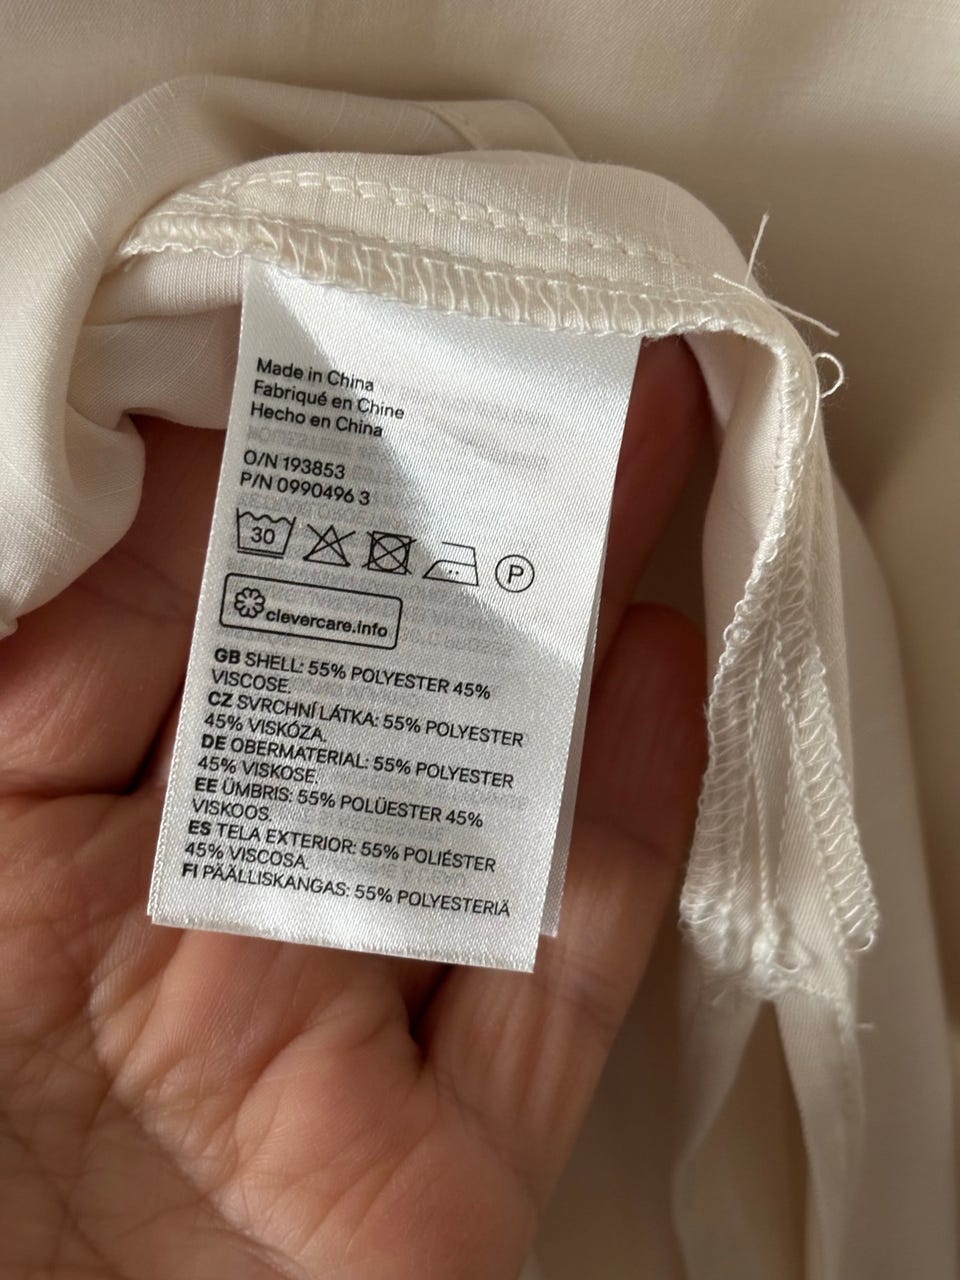 Made in China
Fabriqué en Chine
Hecho en China
O/N 193853
P/N 0990496 3
30
P
clevercare.info
GB SHELL: 55% POLYESTER 45%
VISCOSE.
CZ SVRCHNÍ LÁTKA: 55% POLYESTER
45% VISKÓZA.
DE OBERMATERIAL: 55% POLYESTER
45% VISKOSE.
EE ÜMBRIS: 55% POLÜESTER 45%
VISKOOS.
ES TELA EXTERIOR: 55% POLIÉSTER
45% VISCOSA.
FI PÄÄLLISKANGAS: 55% POLYESTERIÄ